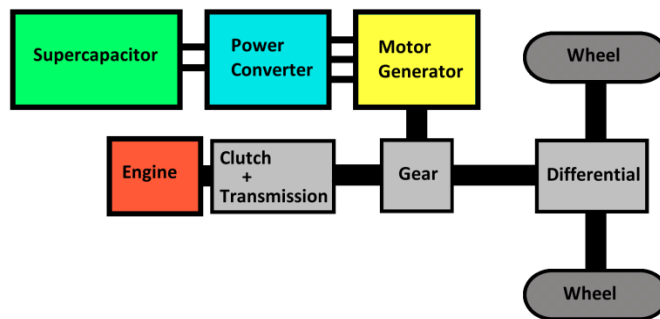 Supercapacitor
Power
Converter
Motor
Generator
Wheel
Engine
Clutch
+
Transmission
Gear
Differential
Wheel